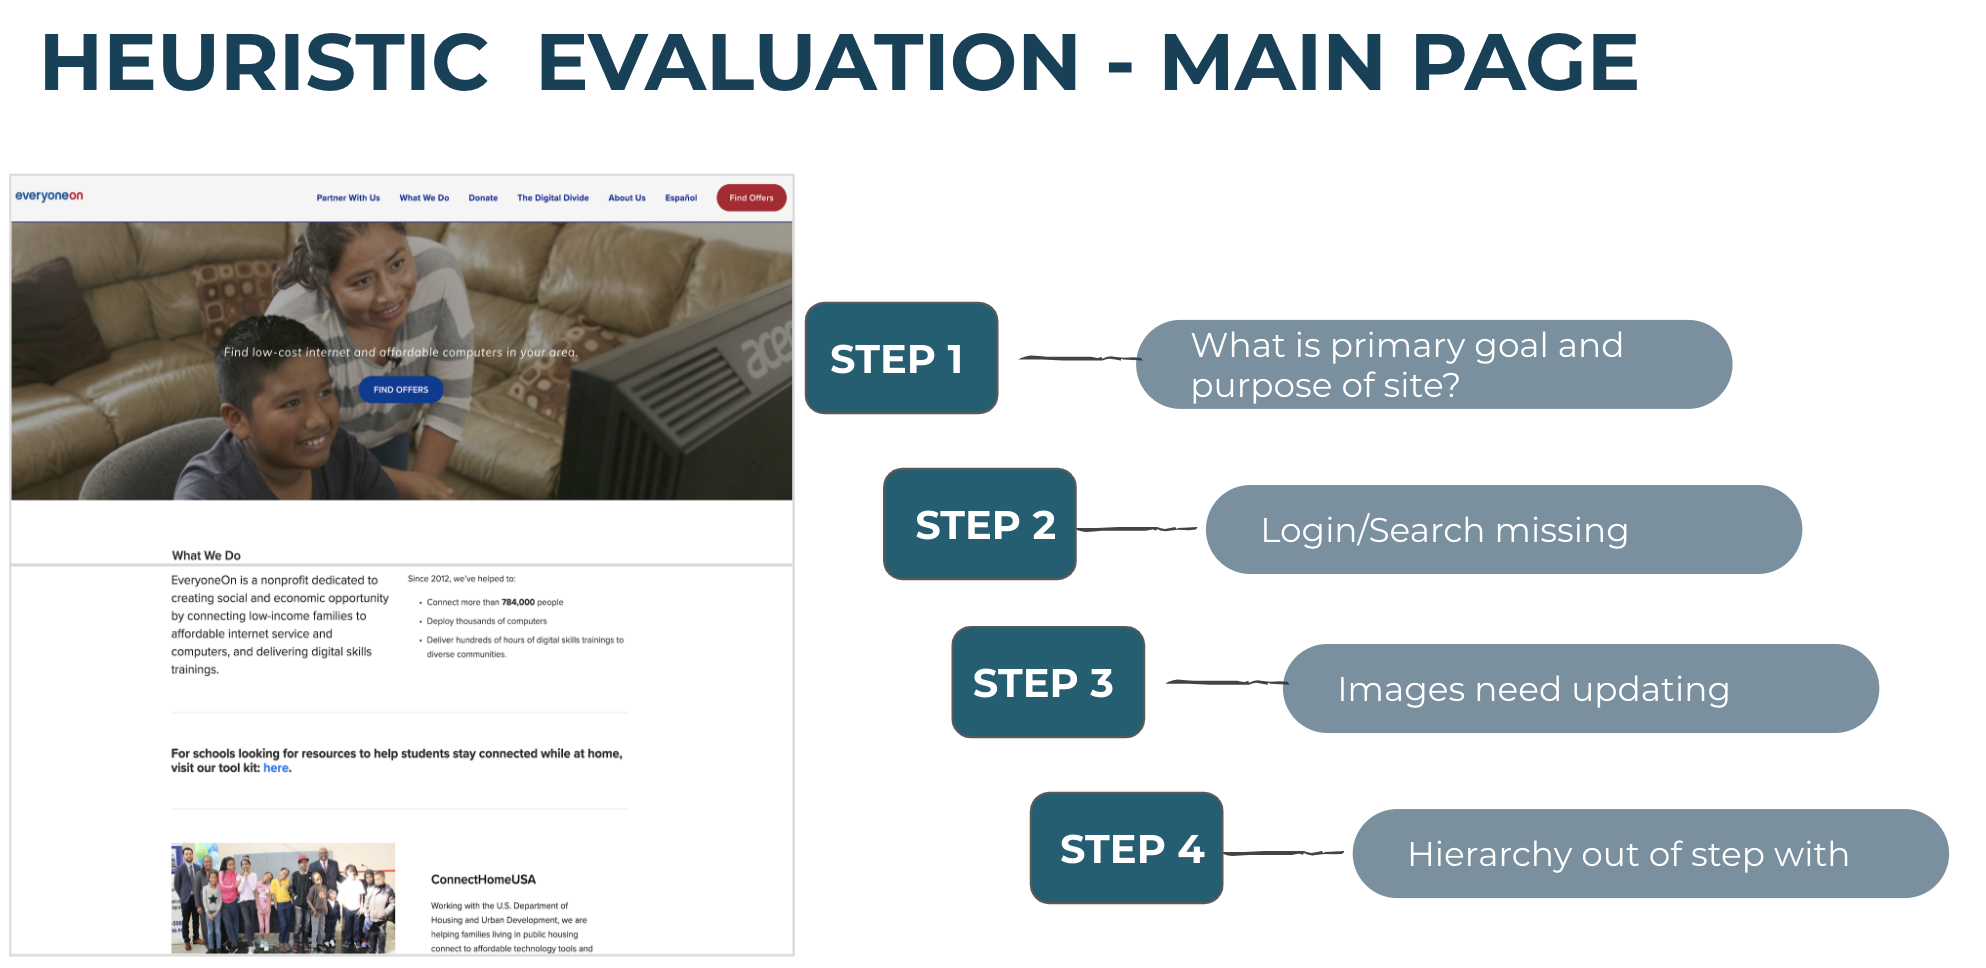 HEURISTIC EVALUATION - MAIN PAGE
everyoneon
Partner With Us
What We Do
Donate
The Digital Divide
About Us
Español
Find Offers
acer
Find low-cost internet and affordable computers in your area.
FIND OFFERS
What We Do
EveryoneOn is a nonprofit dedicated to
creating social and economic opportunity
by connecting low-income families to
affordable internet service and
computers, and delivering digital skills
trainings.
Since 2012, we've helped to:
• Connect more than 784,000 people
• Deploy thousands of computers
• Deliver hundreds of hours of digital skills trainings to
diverse communities.
For schools looking for resources to help students stay connected while at home,
visit our tool kit: here.
ConnectHomeUSA
Working with the U.S. Department of
Housing and Urban Development, we are
helping families living in public housing
connect to affordable technology tools and
STEP 1
What is primary goal and
purpose of site?
STEP 2
Login/Search missing
STEP 3
Images need updating
STEP 4
Hierarchy out of step with